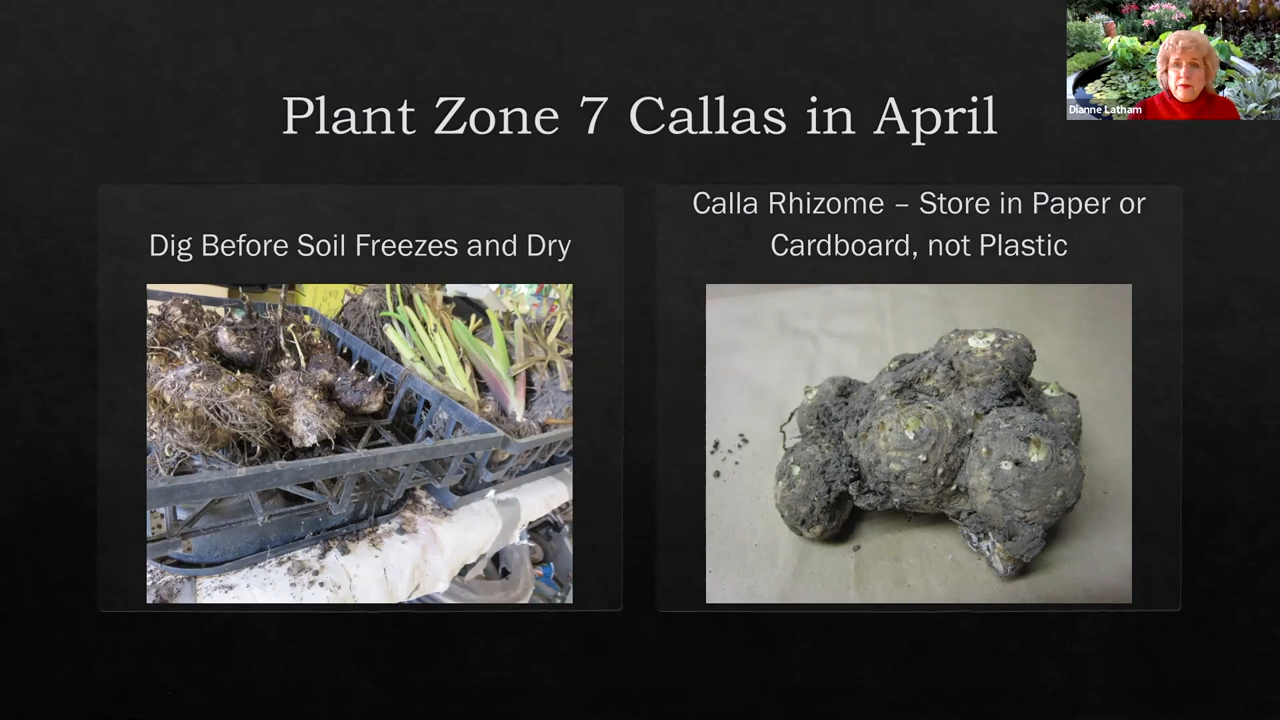 Plant Zone 7 Callas in April
Dianne Latham
Dig Before Soil Freezes and Dry
Calla Rhizome – Store in Paper or
Cardboard, not Plastic